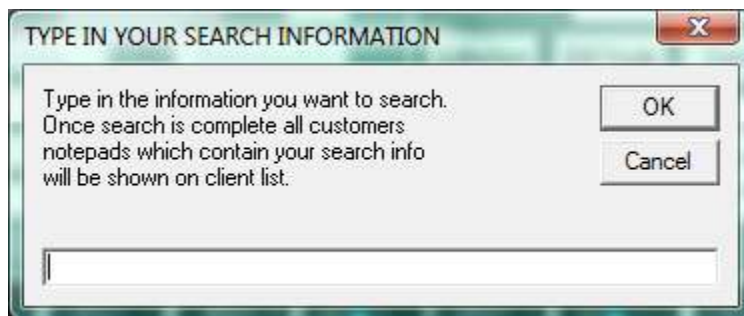 TYPE IN YOUR SEARCH INFORMATION
Type in the information you want to search.
Once search is complete all customers
notepads which contain your search info
will be shown on client list.
OK
Cancel